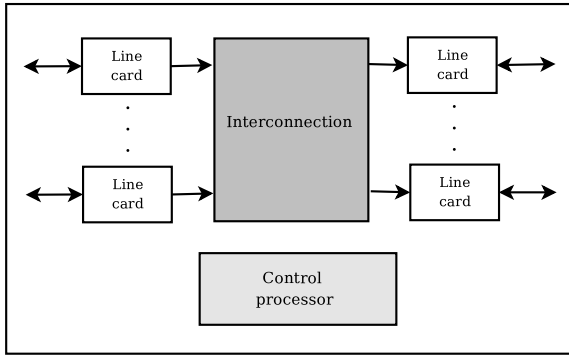 Line
card
Line
card
Interconnection
Line
card
Line
card
Control
processor